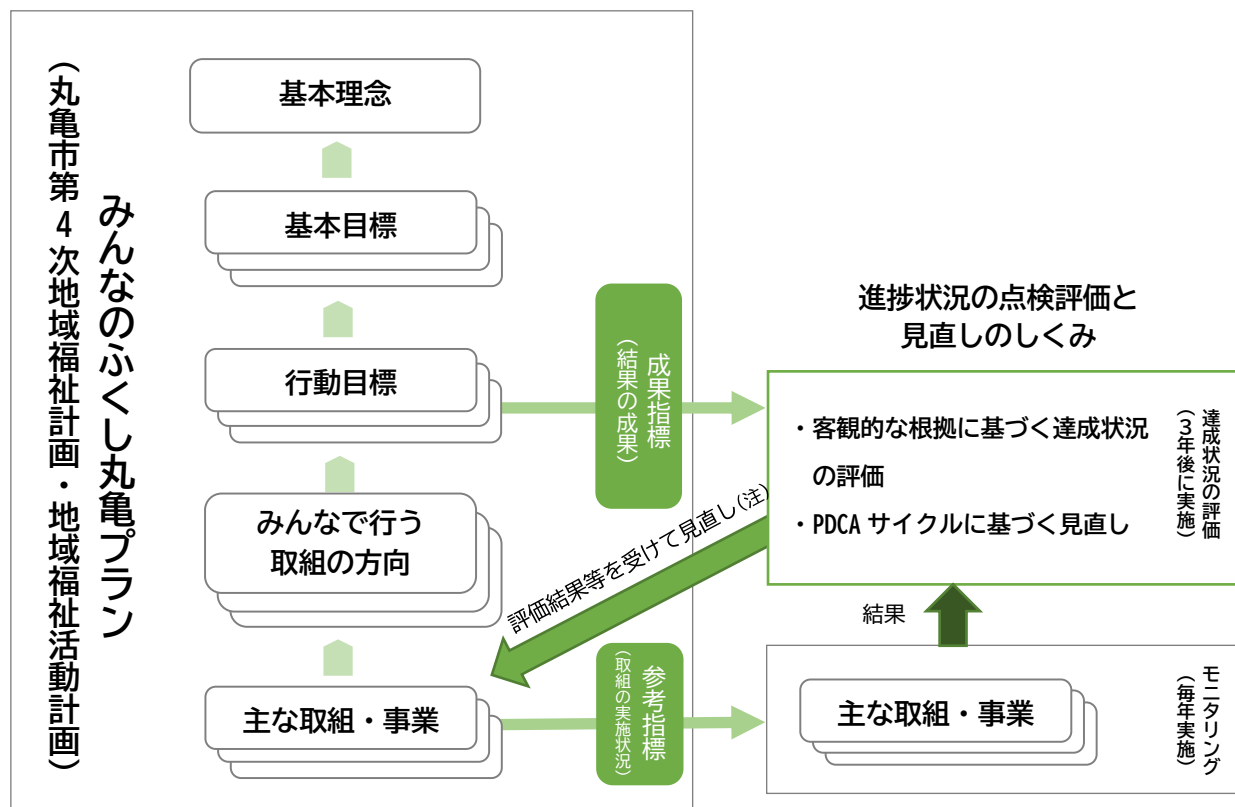 みんなのふくし丸亀プラン
(丸亀市第4次地域福祉計画・地域福祉活動計画)
基本理念
基本目標
行動目標
みんなで行う
取組の方向
主な取組・事業
成果指標
(結果の成果)
参考指標
(取組の実施状況)
評価結果等を受けて見直し(注)
進捗状況の点検評価と
見直しのしくみ
・客観的な根拠に基づく達成状況
の評価
・PDCA サイクルに基づく見直し
達成状況の評価
(3年後に実施)
結果
主な取組・事業
モニタリング
(毎年実施)